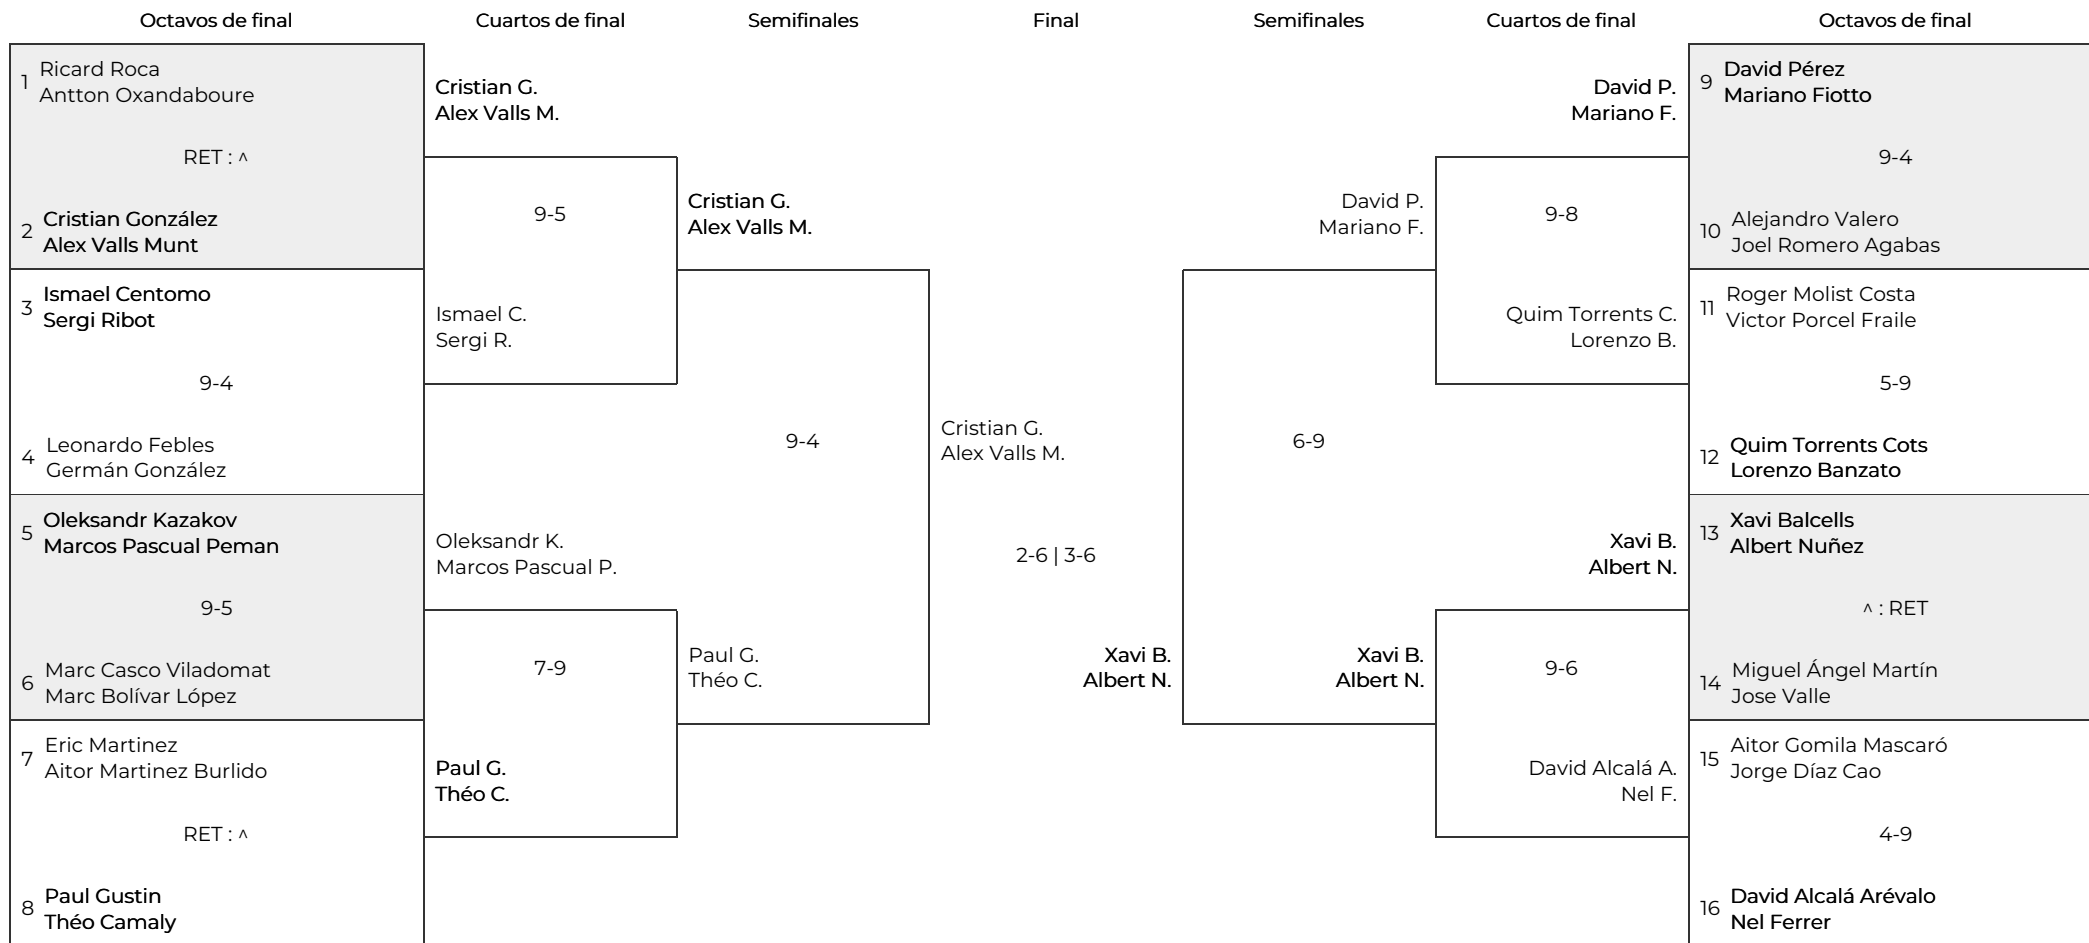 Octavos de final
Cuartos de final
Semifinales
Final
Semifinales
Cuartos de final
Octavos de final
1
Ricard Roca
Antton Oxandaboure
RET : ^
2
Cristian González
Alex Valls Munt
3
Ismael Centomo
Sergi Ribot
9-4
4
Leonardo Febles
Germán González
5
Oleksandr Kazakov
Marcos Pascual Peman
9-5
6
Marc Casco Viladomat
Marc Bolívar López
7
Eric Martinez
Aitor Martinez Burlido
RET : ^
8
Paul Gustin
Théo Camaly
Cristian G.
Alex Valls M.
9-5
Ismael C.
Sergi R.
Oleksandr K.
Marcos Pascual P.
7-9
Paul G.
Théo C.
Cristian G.
Alex Valls M.
9-4
Paul G.
Théo C.
Cristian G.
Alex Valls M.
2-6 | 3-6
Xavi B.
Albert N.
David P.
Mariano F.
6-9
Xavi B.
Albert N.
David P.
Mariano F.
9-8
Quim Torrents C.
Lorenzo B.
Xavi B.
Albert N.
9-6
David Alcalá A.
Nel F.
9
David Pérez
Mariano Fiotto
9-4
10
Alejandro Valero
Joel Romero Agabas
11
Roger Molist Costa
Victor Porcel Fraile
5-9
12
Quim Torrents Cots
Lorenzo Banzato
13
Xavi Balcells
Albert Nuñez
^ : RET
14
Miguel Ángel Martín
Jose Valle
15
Aitor Gomila Mascaró
Jorge Díaz Cao
4-9
16
David Alcalá Arévalo
Nel Ferrer